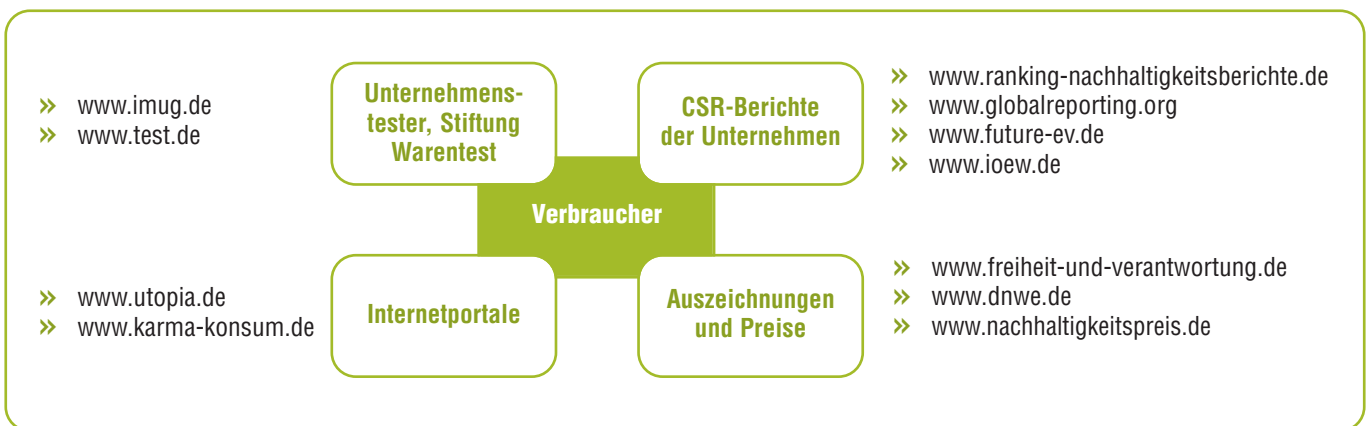 » www.imug.de
» www.test.de
Unternehmens-
tester, Stiftung
Warentest
CSR-Berichte
der Unternehmen
» www.ranking-nachhaltigkeitsberichte.de
» www.globalreporting.org
» www.future-ev.de
» www.ioew.de
Verbraucher
» www.utopia.de
» www.karma-konsum.de
Internetportale
Auszeichnungen
und Preise
» www.freiheit-und-verantwortung.de
» www.dnwe.de
» www.nachhaltigkeitspreis.de